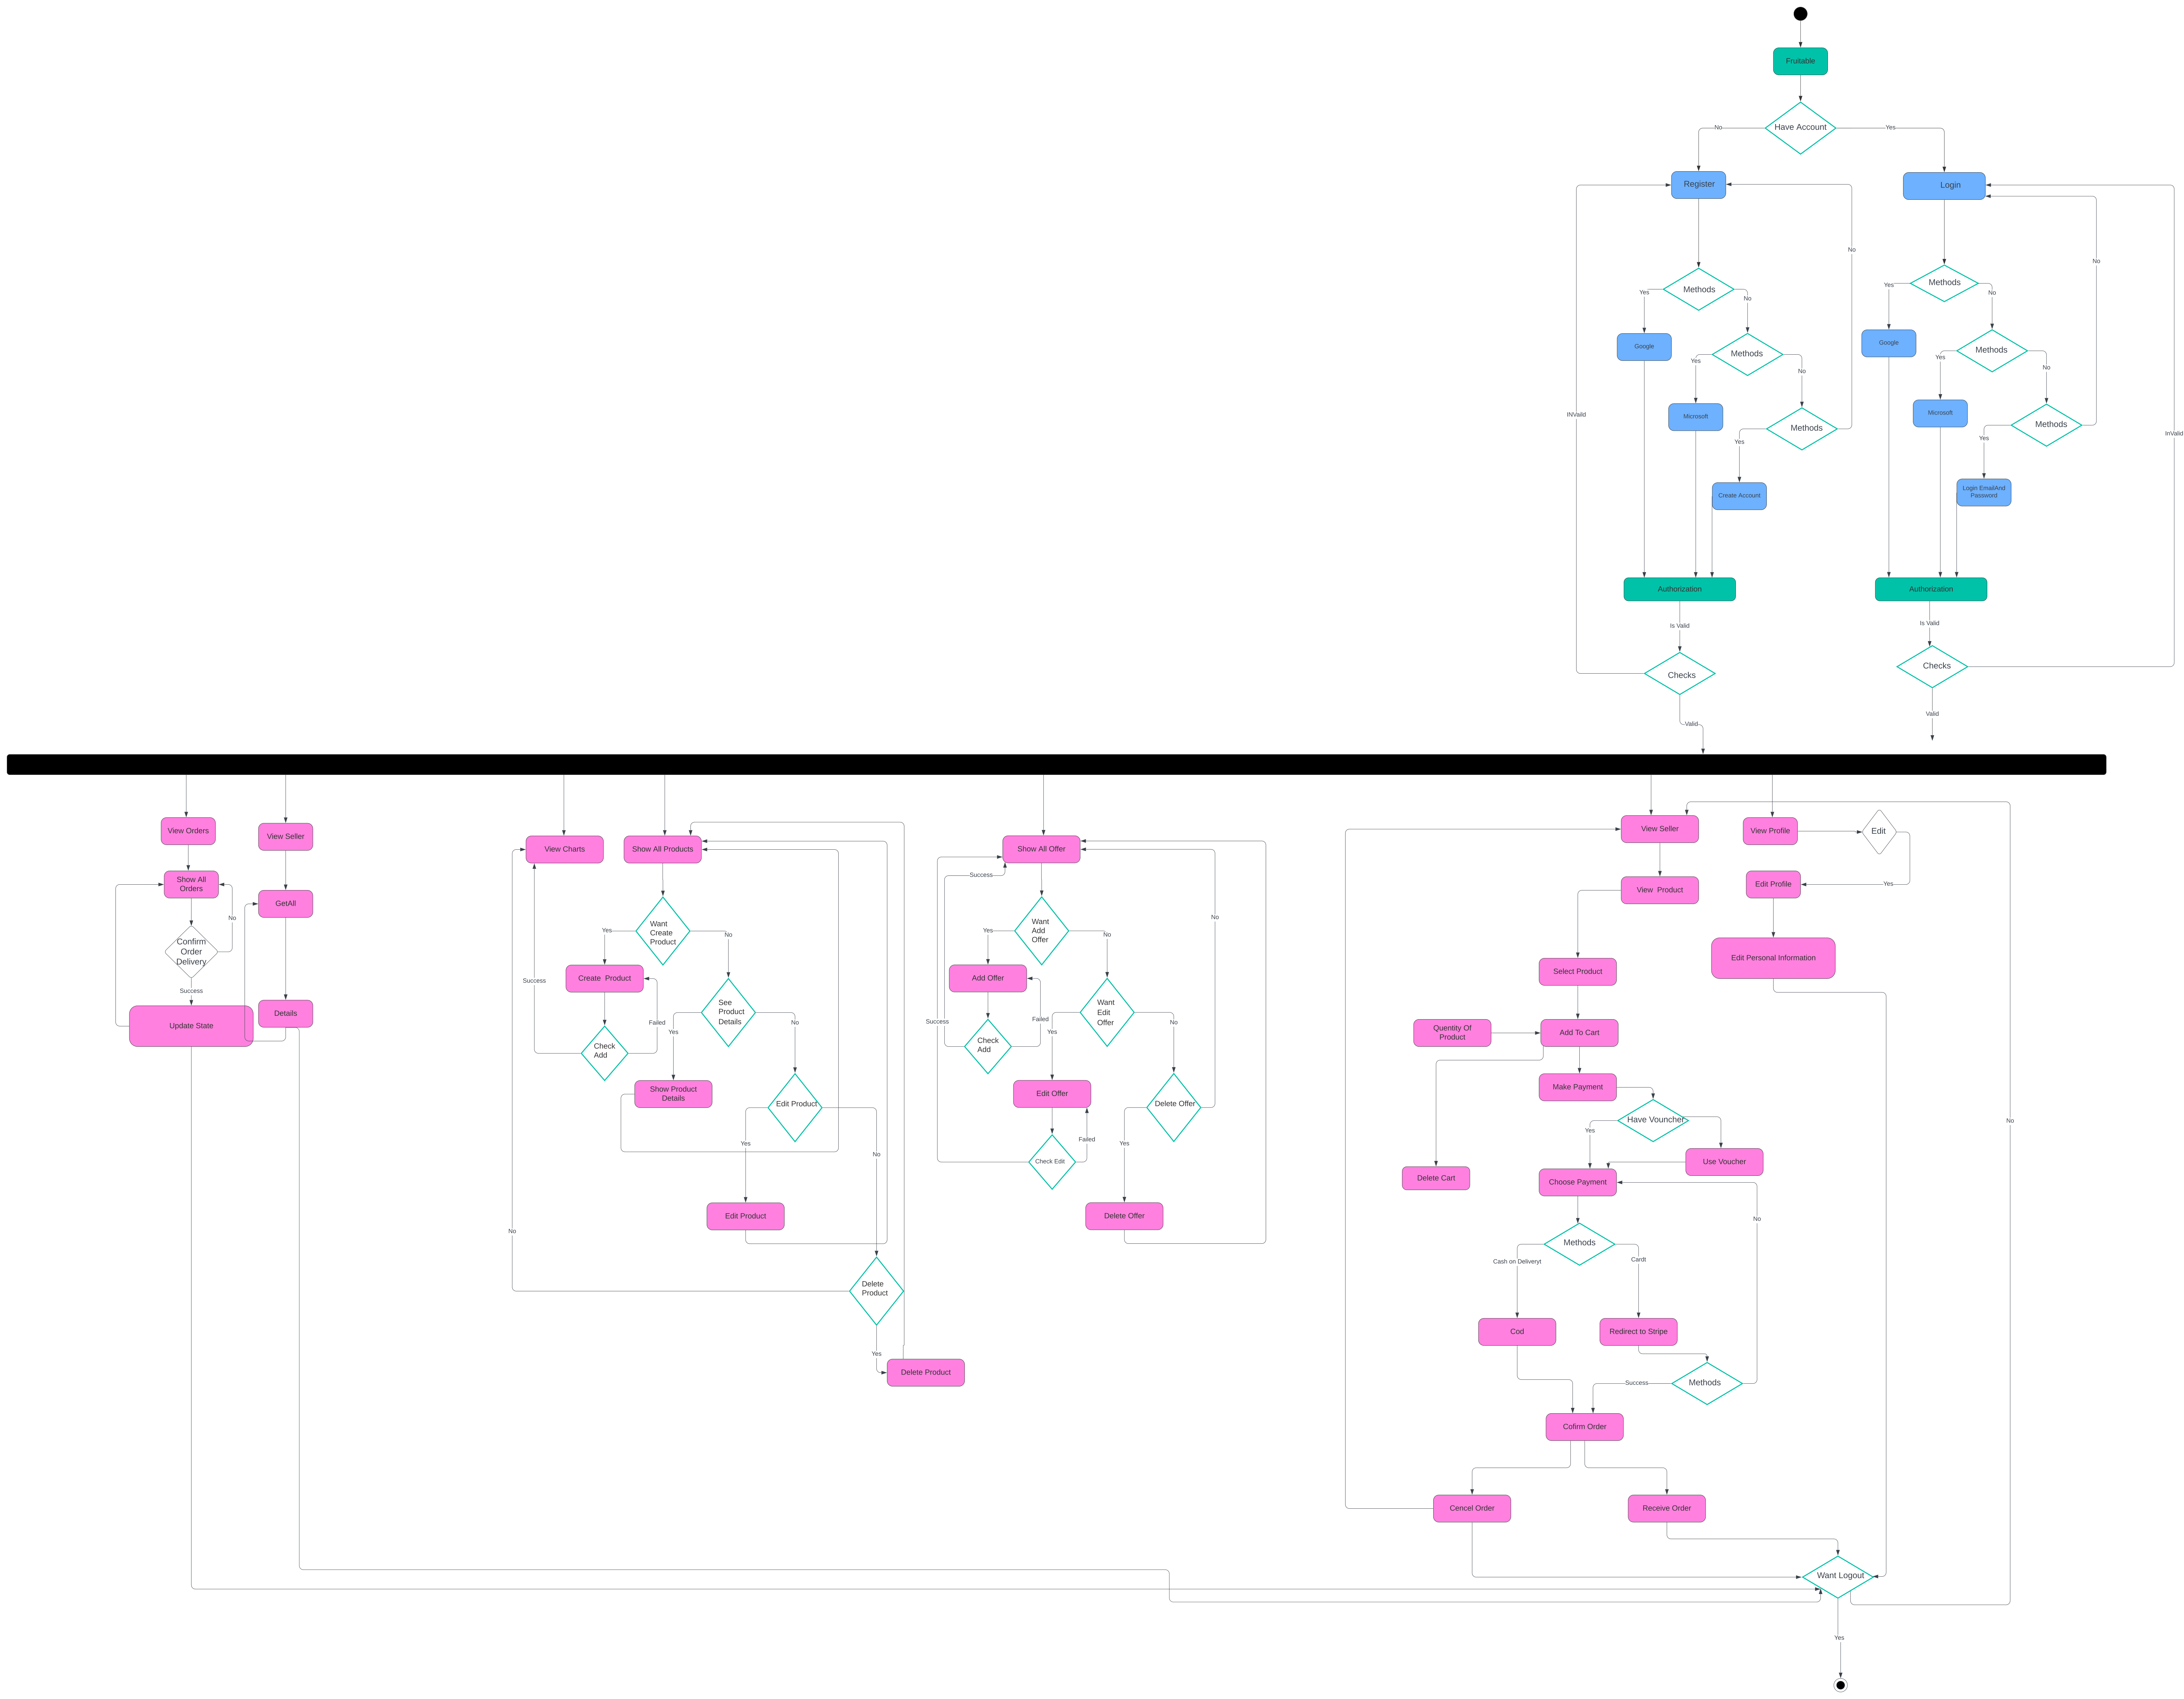 Fruitable
Have Account
No
Yes
Register
Login
No
No
Methods
Yes
No
Methods
Yes
No
Google
Methods
Yes
No
Google
Methods
Yes
No
INVaild
Microsoft
Methods
Yes
Microsoft
Methods
Yes
InValid
Create Account
Login EmailAnd
Password
Authorization
Authorization
Is Valid
Is Valid
Checks
Checks
Valid
Valid
View Orders
Show All
Orders
No
Confirm
Order
Delivery
Success
Update State
View Seller
GetAll
Details
View Charts
Show All Products
Want
Create
Product
Yes
No
Create  Product
Success
Failed
Check
Add
See
Product
Details
Yes
No
Show Product
Details
Edit Product
Yes
No
Edit Product
No
Delete
Product
Yes
Delete Product
Show All Offer
Success
Want
Add
Offer
Yes
No
No
Add Offer
Success
Failed
Check
Add
Want
Edit
Offer
Yes
No
Edit Offer
Delete Offer
Failed
Yes
Check Edit
Delete Offer
View Seller
View  Product
Select Product
Quentity Of
Product
Add To Cart
Make Payment
Have Vouncher
Yes
Use Voucher
Delete Cart
Choose Payment
No
Methods
Cash on Deliveryt
Cardt
Cod
Redirect to Stripe
Success
Methods
Cofirm Order
Cencel Order
Receive Order
View Profile
Edit
Yes
Edit Profile
Edit Personal Information
No
Want Logout
Yes